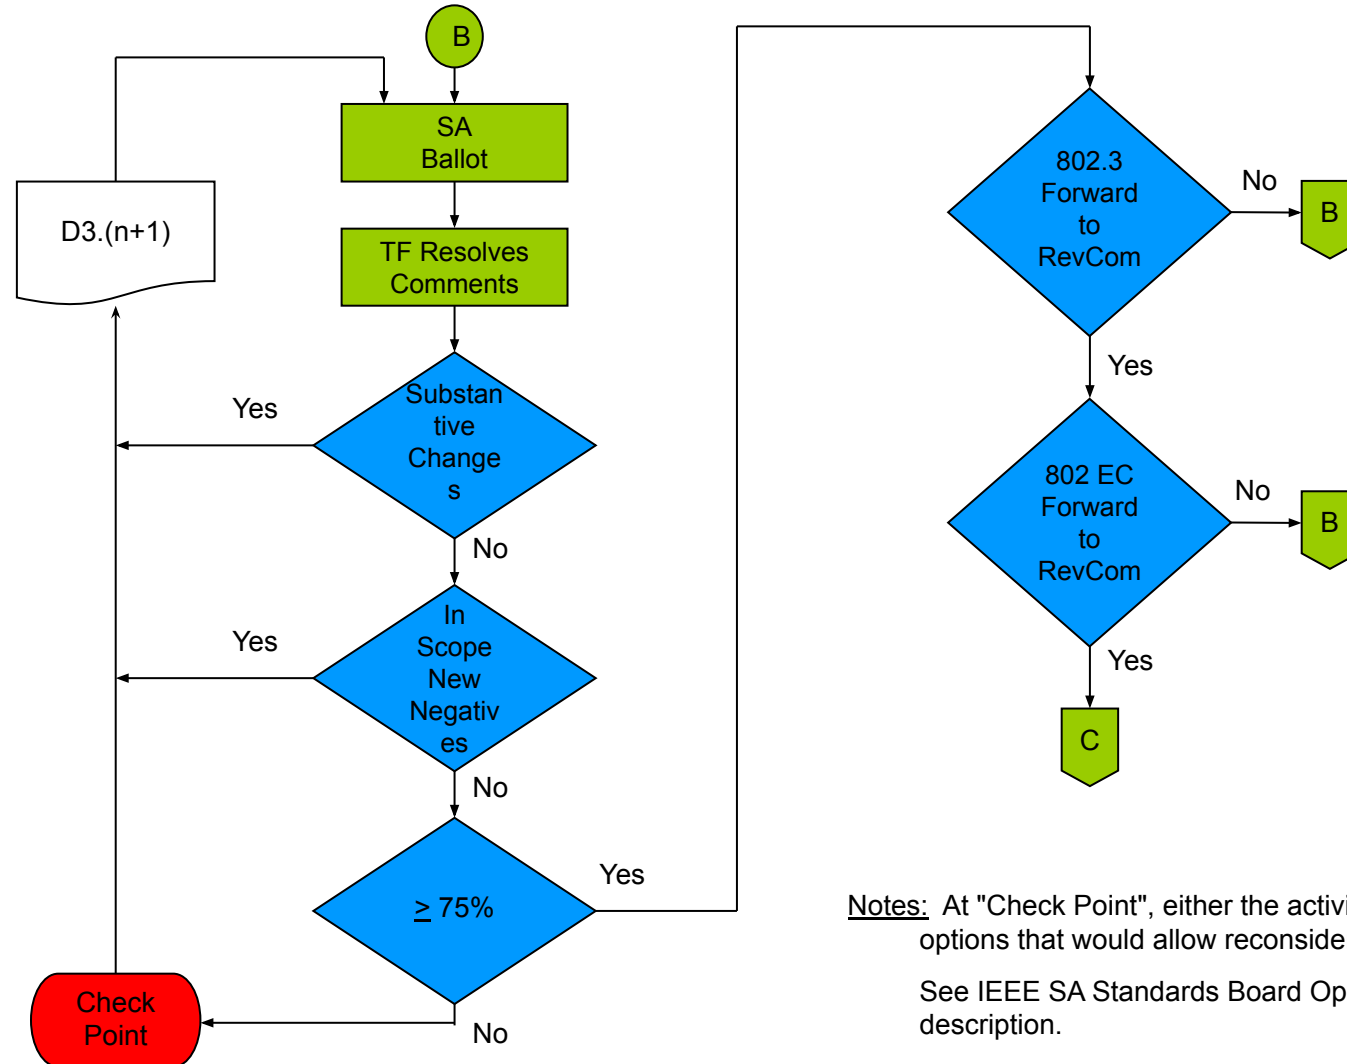 B
SA
Ballot
D3.(n+1)
TF Resolves
Comments
Substan
tive
Change
s
Yes
No
In
Scope
New
Negativ
es
Yes
No
≥ 75%
Yes
No
Check
Point
802.3
Forward
to
RevCom
No
B
Yes
802 EC
Forward
to
RevCom
No
B
Yes
C
Notes: At "Check Point", either the activi
options that would allow reconside
See IEEE SA Standards Board Op
description.